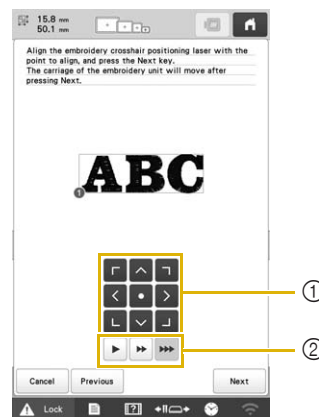 15.8 mm
50.1 mm
Align the embroidery crosshair positioning laser with the
point to align, and press the Next key.
The carriage of the embroidery unit will move after
pressing Next.
ABC
1
①
②
Cancel
Previous
Next
Lock